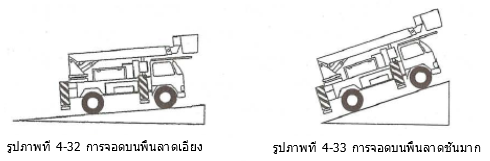 รูปภาพที่ 4-32 การจอดบนพื้นลาดเอียง
รูปภาพที่ 4-33 การจอดบนพื้นลาดชันมาก